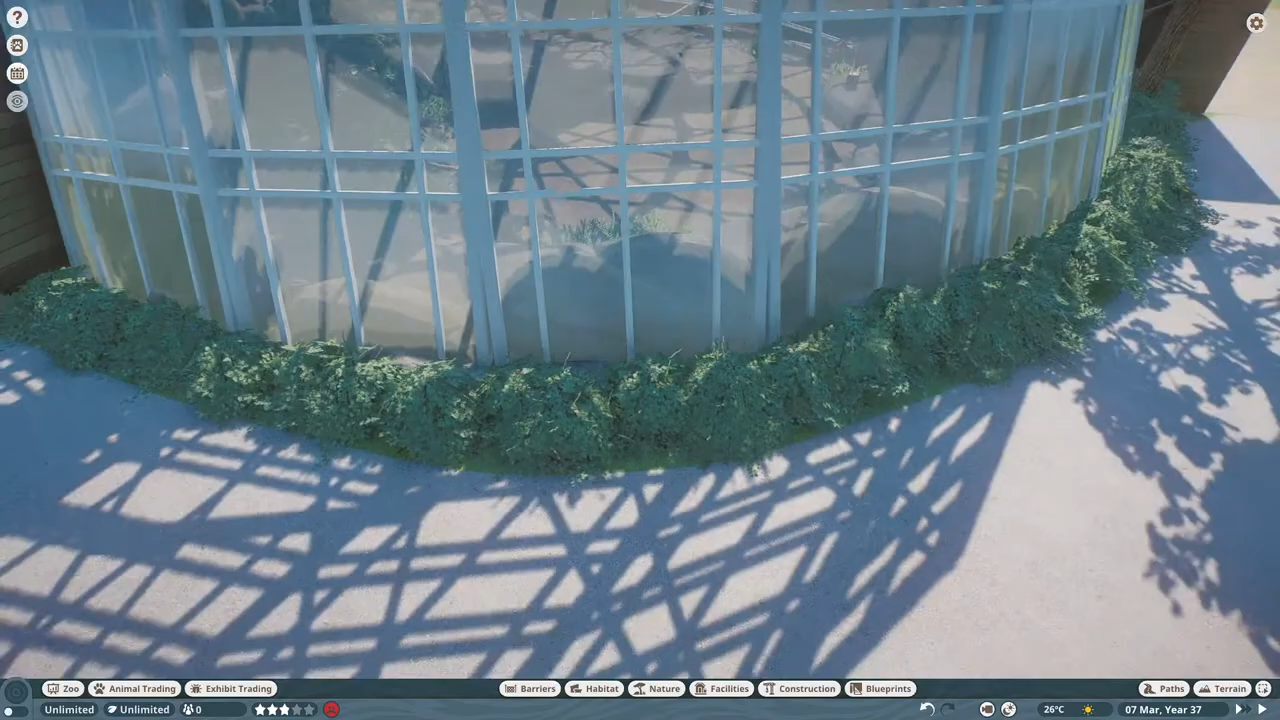 ?
Zoo Animal Trading Exhibit Trading Barriers Habitat Nature Facilities Construction Blueprints Paths Terrain
Unlimited Unlimited 0 26°C 07 Mar, Year 37